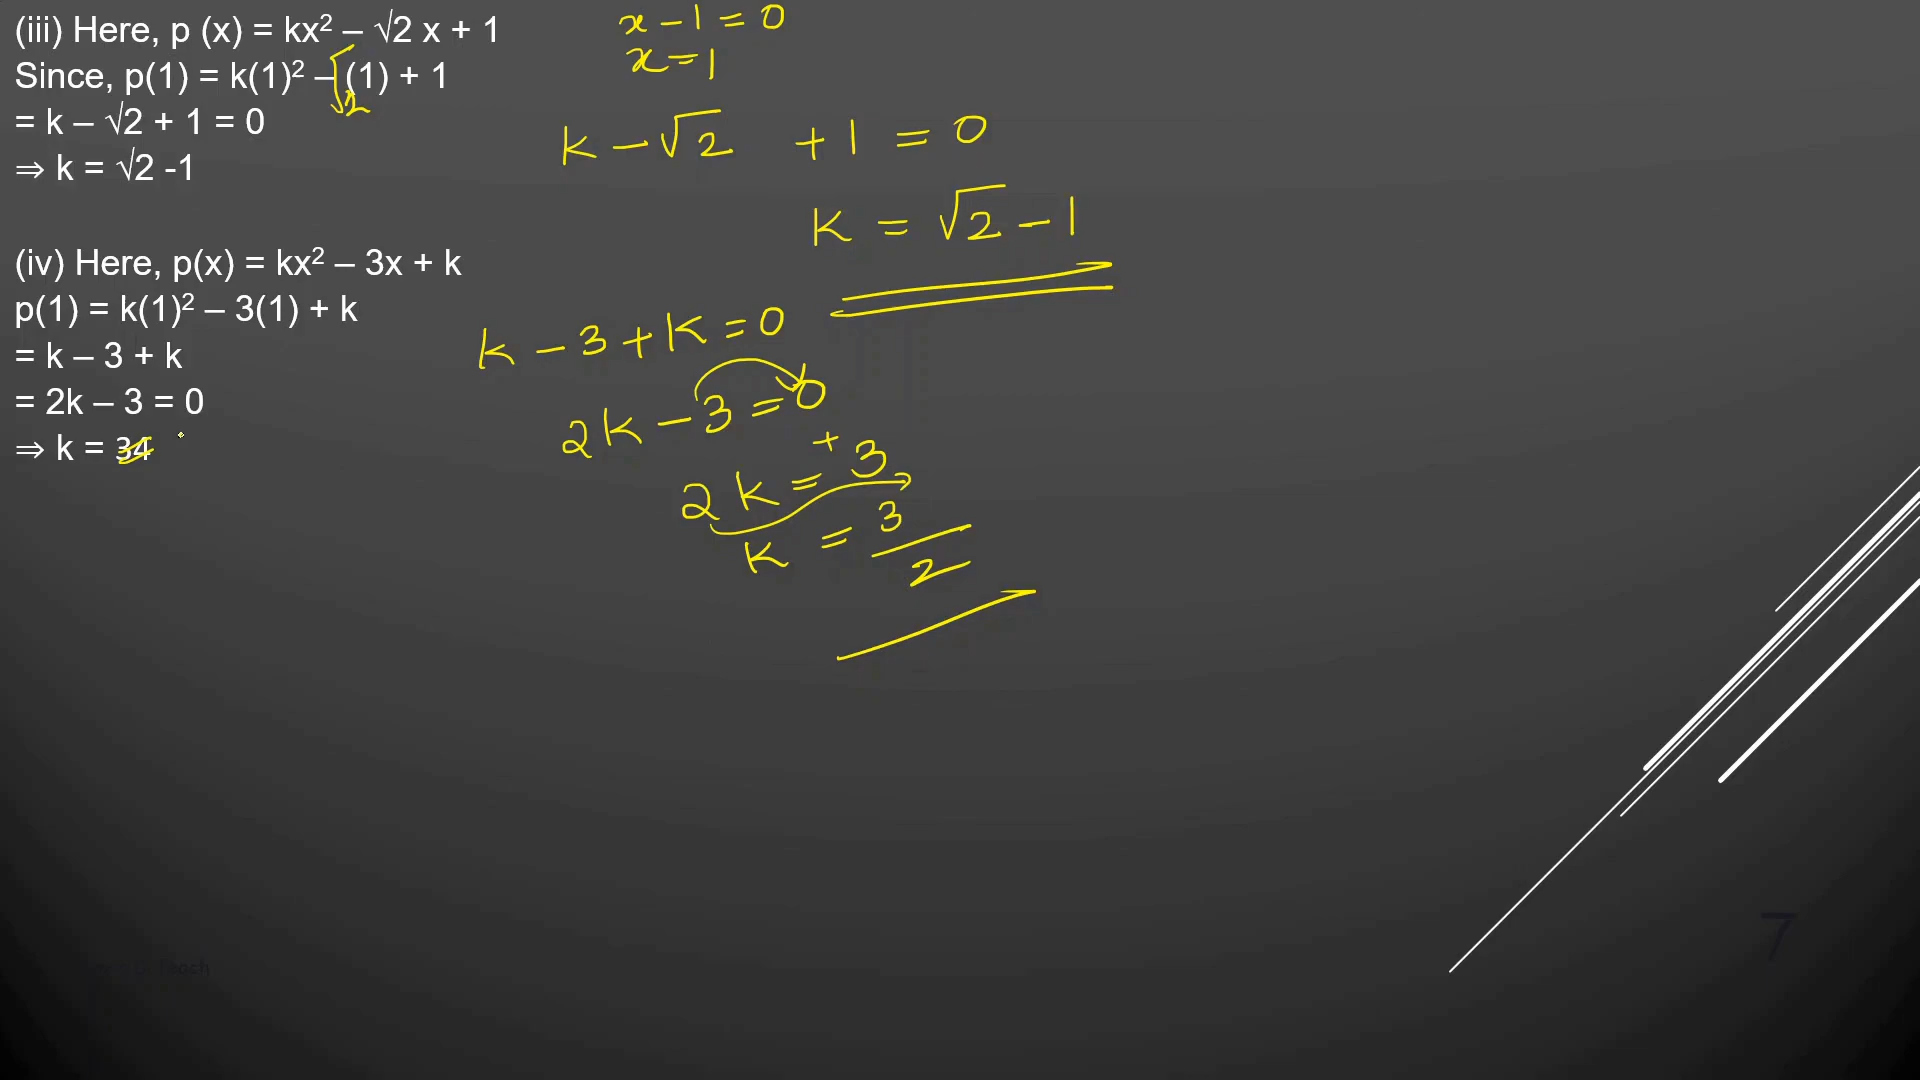 (iii) Here, p (x) = kx² – √2 x + 1
Since, p(1) = k(1)² – (1) + 1
√2
= k – √2 + 1 = 0
⇒ k = √2 -1
(iv) Here, p(x) = kx² – 3x + k
p(1) = k(1)² – 3(1) + k
= k – 3 + k
= 2k – 3 = 0
⇒ k = 34
x – 1 = 0
x = 1
k – √2 + 1 = 0
k = √2 – 1
k – 3 + k = 0
2k – 3 = 0
2k = + 3
k = 3/2
7